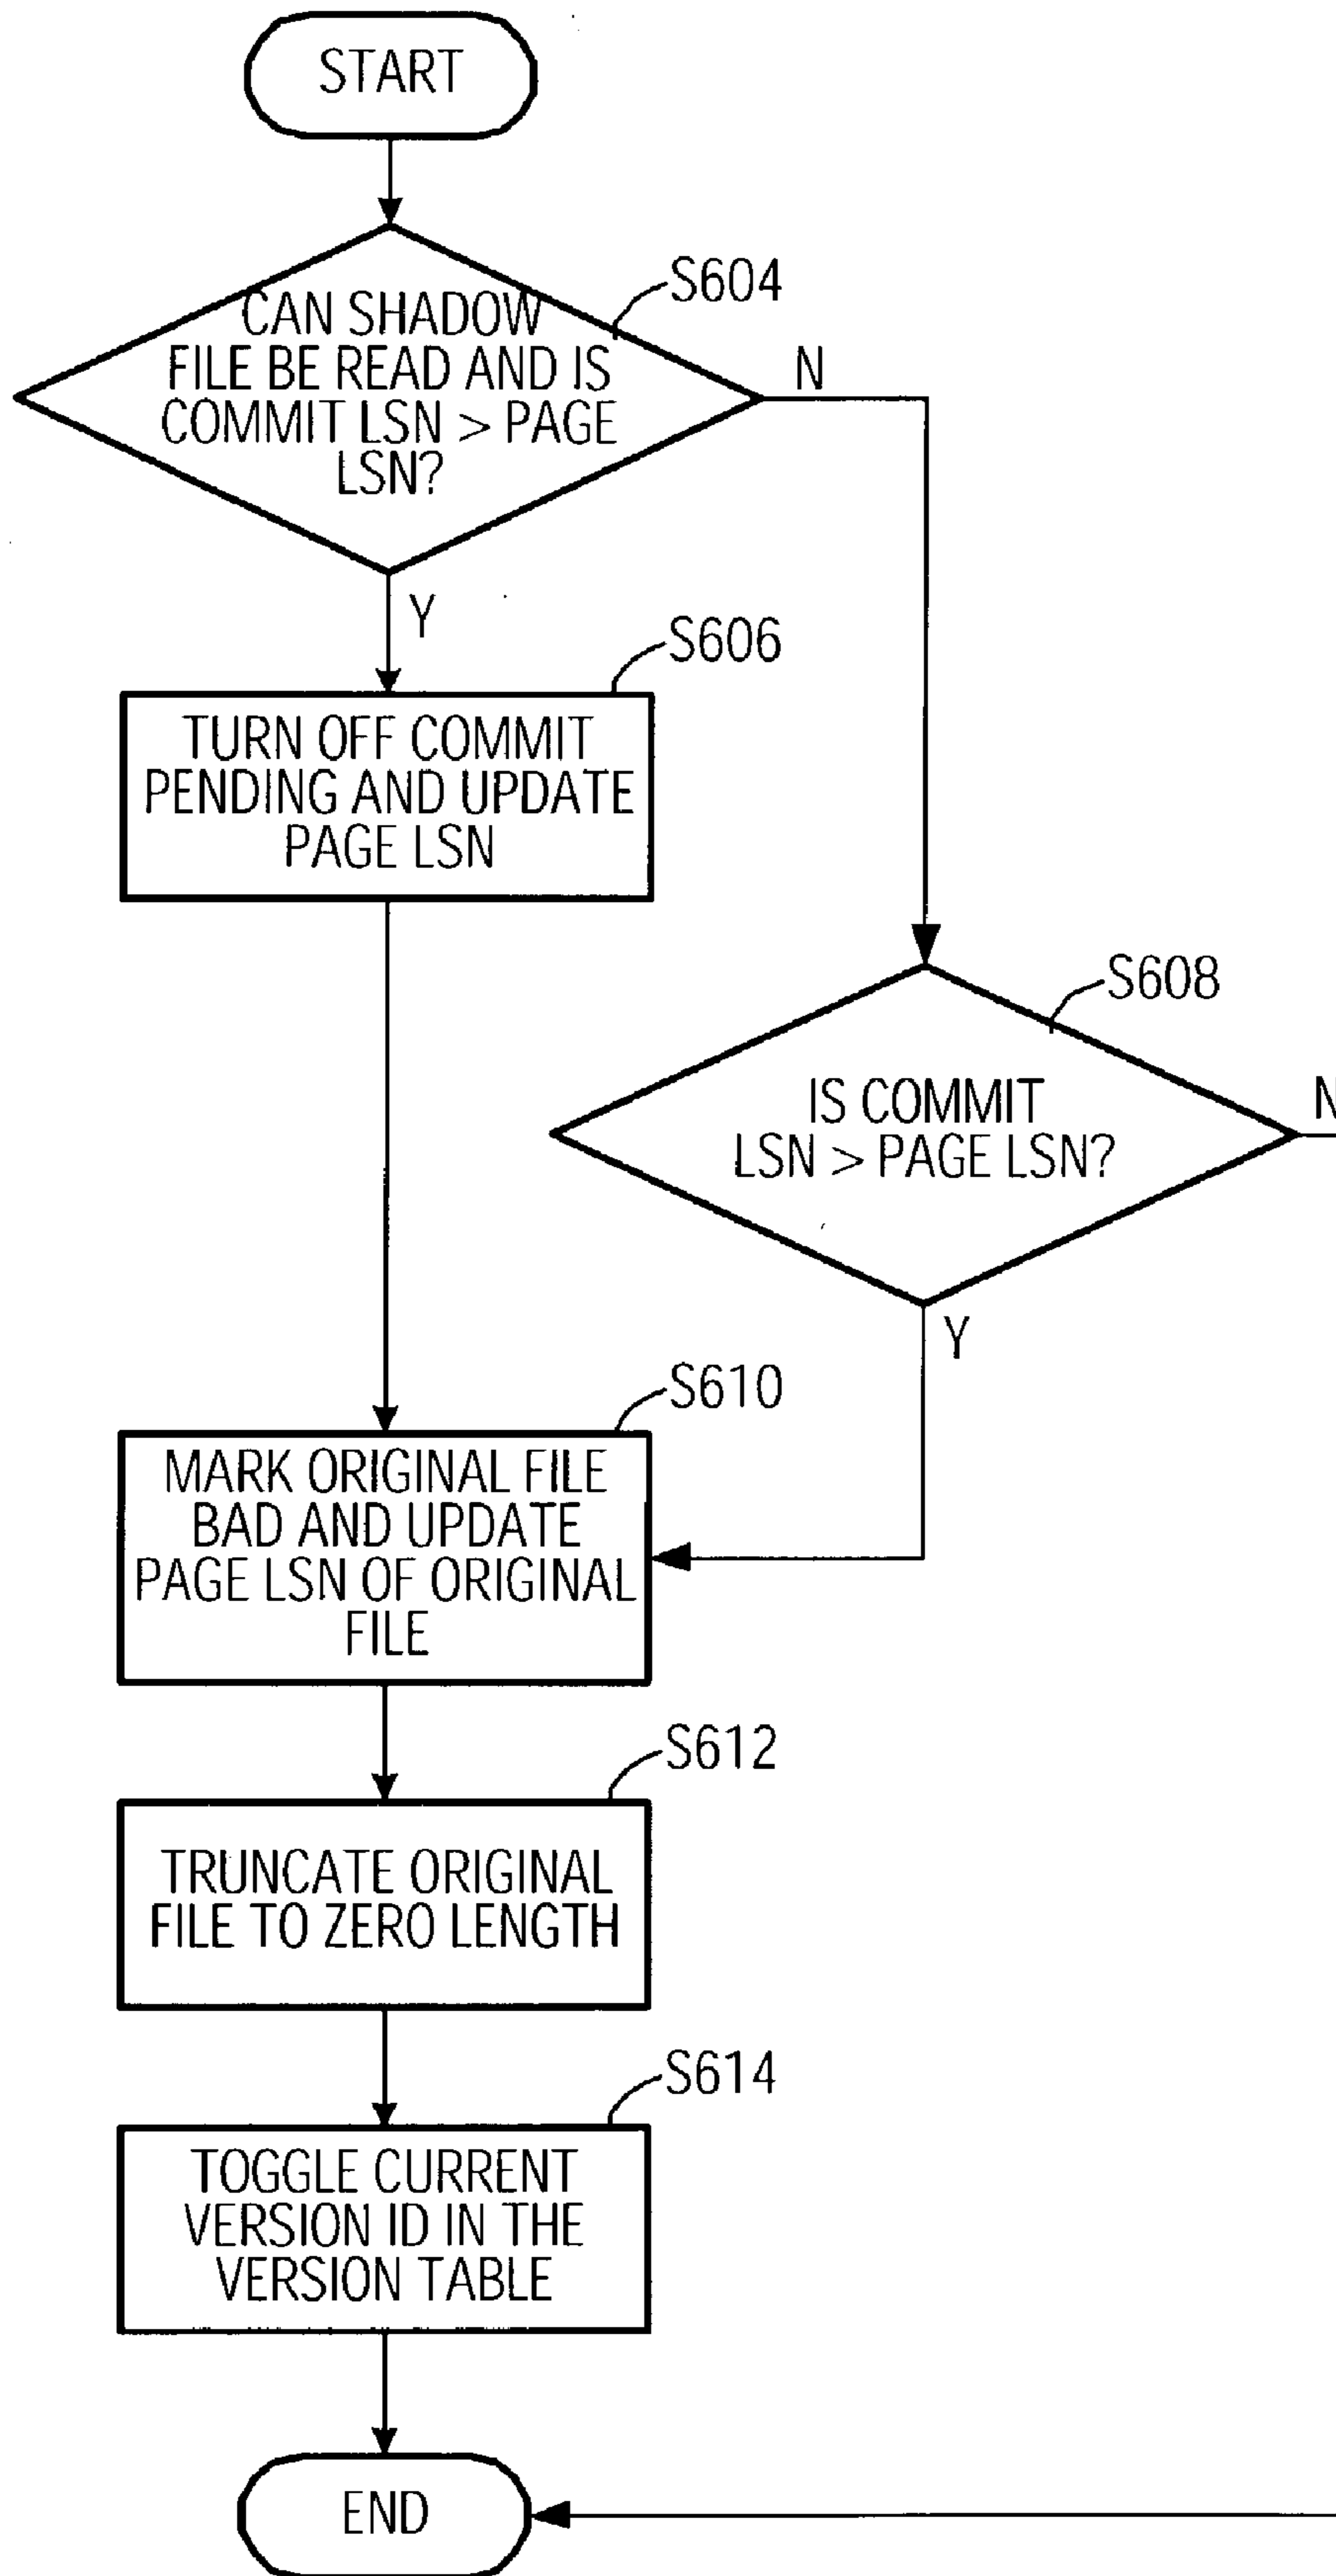 START
S604
CAN SHADOW
FILE BE READ AND IS
COMMIT LSN > PAGE
LSN?
N
Y
S606
TURN OFF COMMIT
PENDING AND UPDATE
PAGE LSN
S608
IS COMMIT
LSN > PAGE LSN?
N
Y
S610
MARK ORIGINAL FILE
BAD AND UPDATE
PAGE LSN OF ORIGINAL
FILE
S612
TRUNCATE ORIGINAL
FILE TO ZERO LENGTH
S614
TOGGLE CURRENT
VERSION ID IN THE
VERSION TABLE
END